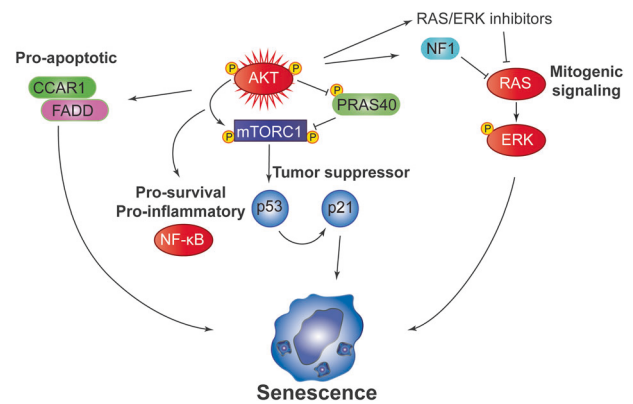 RAS/ERK inhibitors
Pro-apoptotic
CCAR1
FADD
P
AKT
P
NF1
P
PRAS40
RAS
Mitogenic
signaling
P
mTORC1
P
P
ERK
Tumor suppressor
Pro-survival
Pro-inflammatory
NF-κB
p53
p21
Senescence